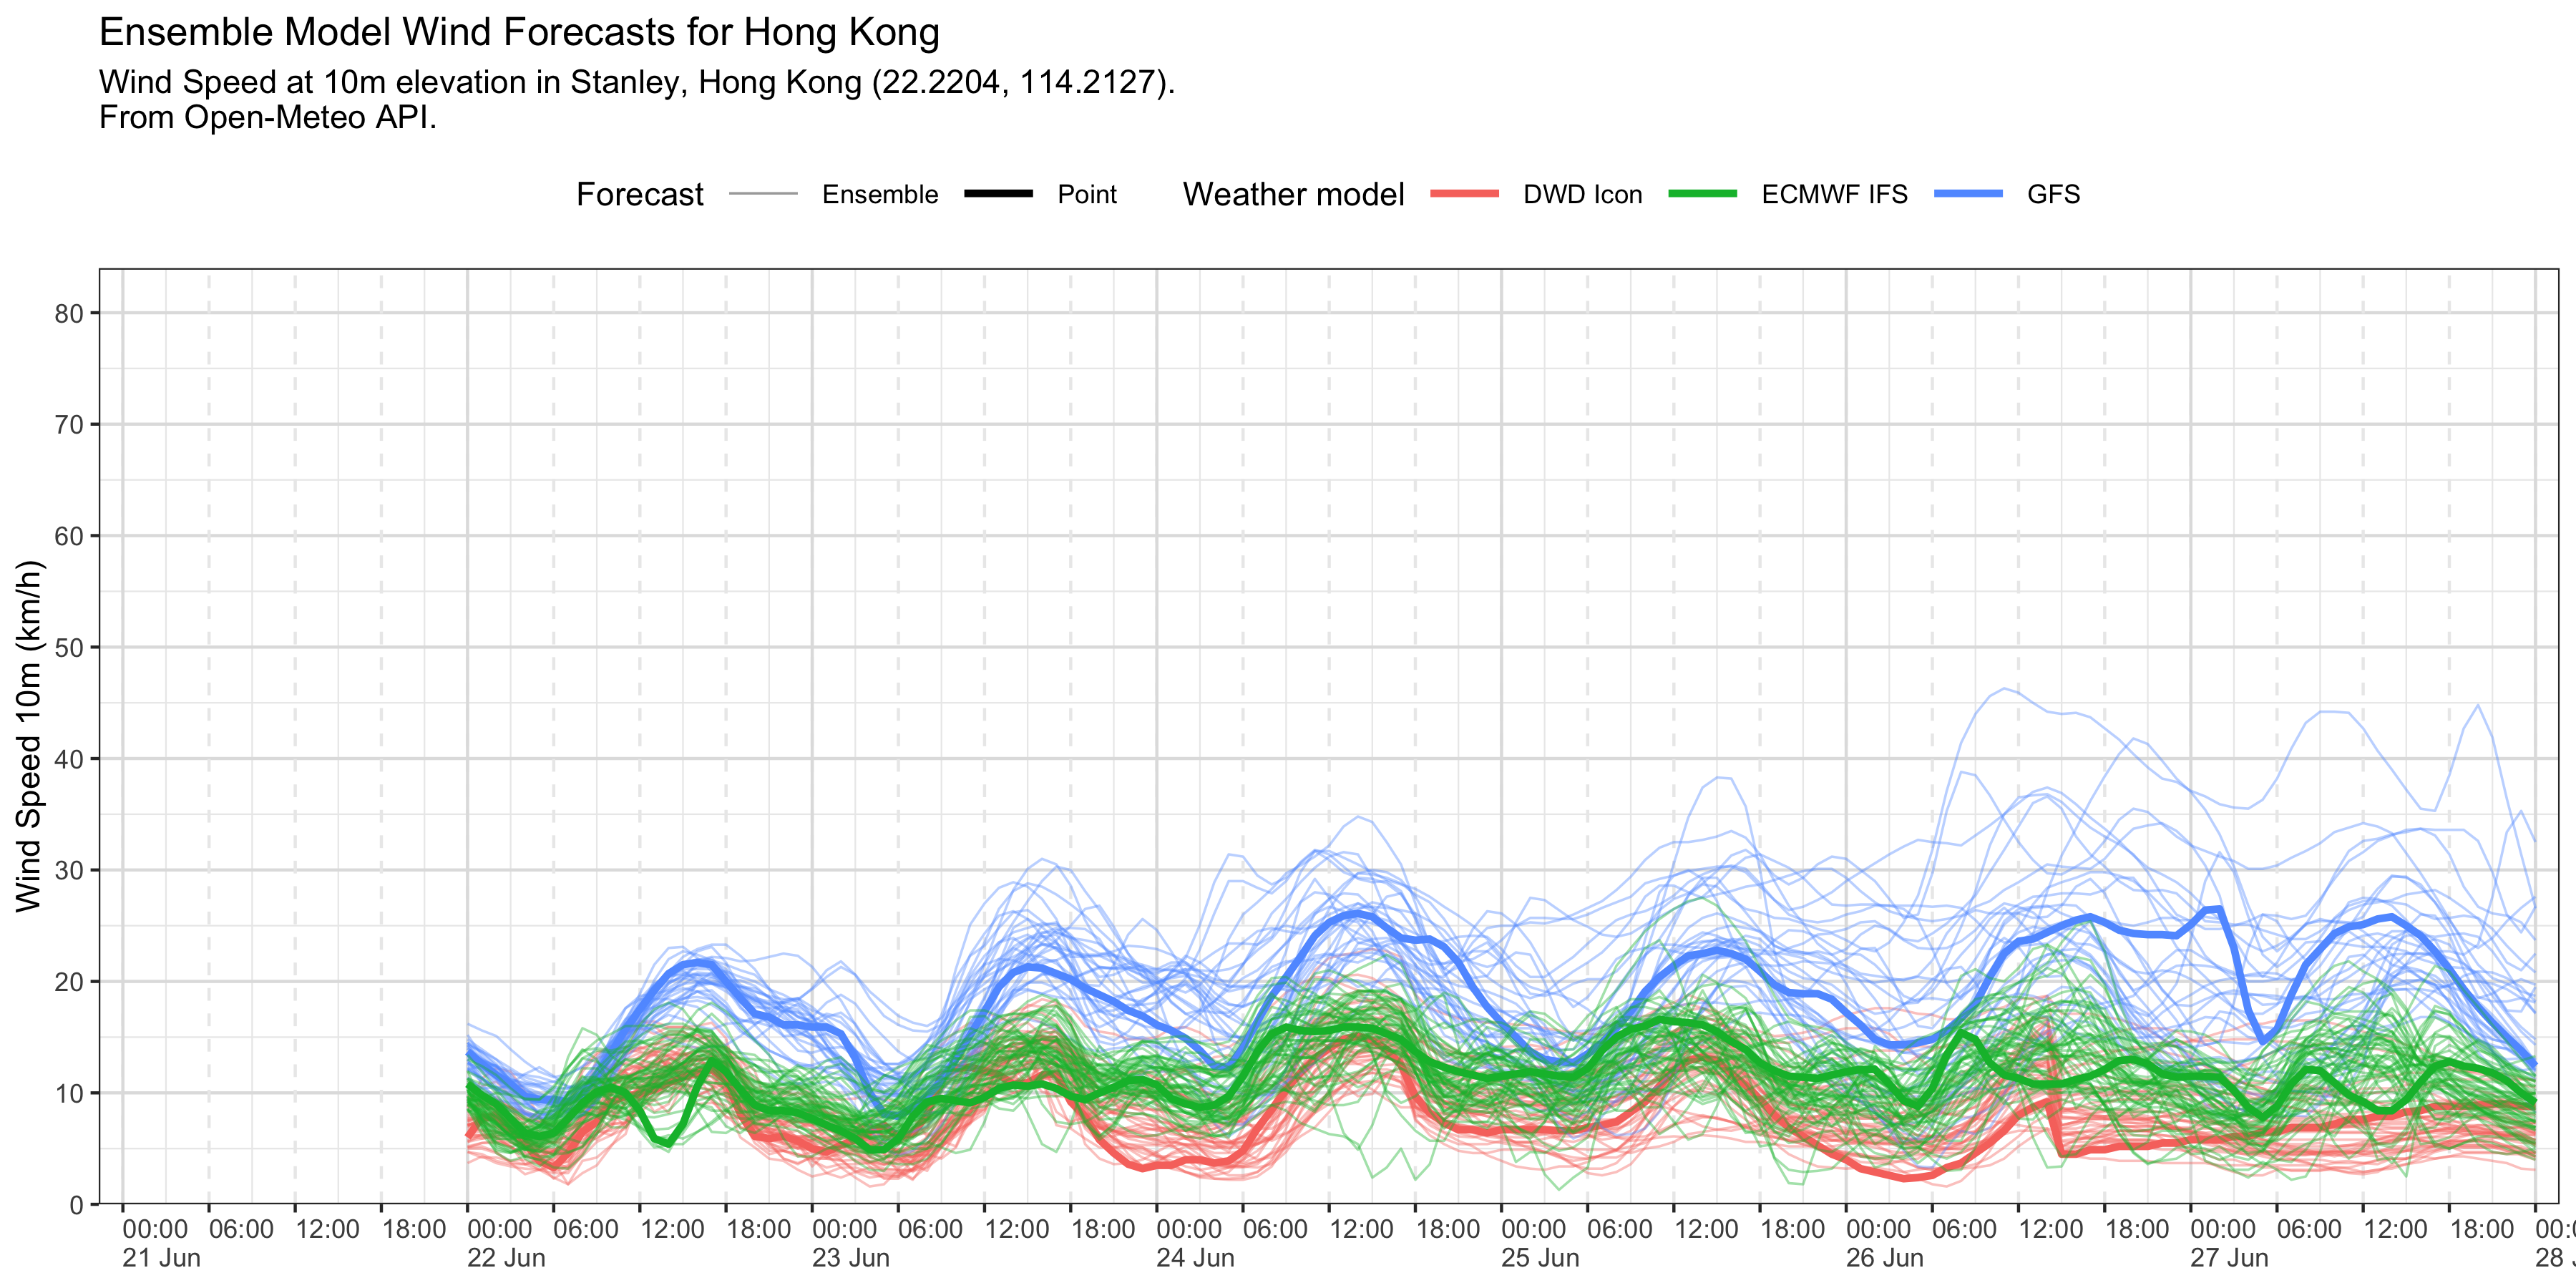 Ensemble Model Wind Forecasts for Hong Kong
Wind Speed at 10m elevation in Stanley, Hong Kong (22.2204, 114.2127).
From Open-Meteo API.
Forecast Ensemble Point Weather model DWD Icon ECMWF IFS GFS
Wind Speed 10m (km/h)
80
70
60
50
40
30
20
10
0
00:00 06:00 12:00 18:00 00:00 06:00 12:00 18:00 00:00 06:00 12:00 18:00 00:00 06:00 12:00 18:00 00:00 06:00 12:00 18:00 00:00 06:00 12:00 18:00 00:00 06:00 12:00 18:00 00:0
21 Jun 22 Jun 23 Jun 24 Jun 25 Jun 26 Jun 27 Jun 28